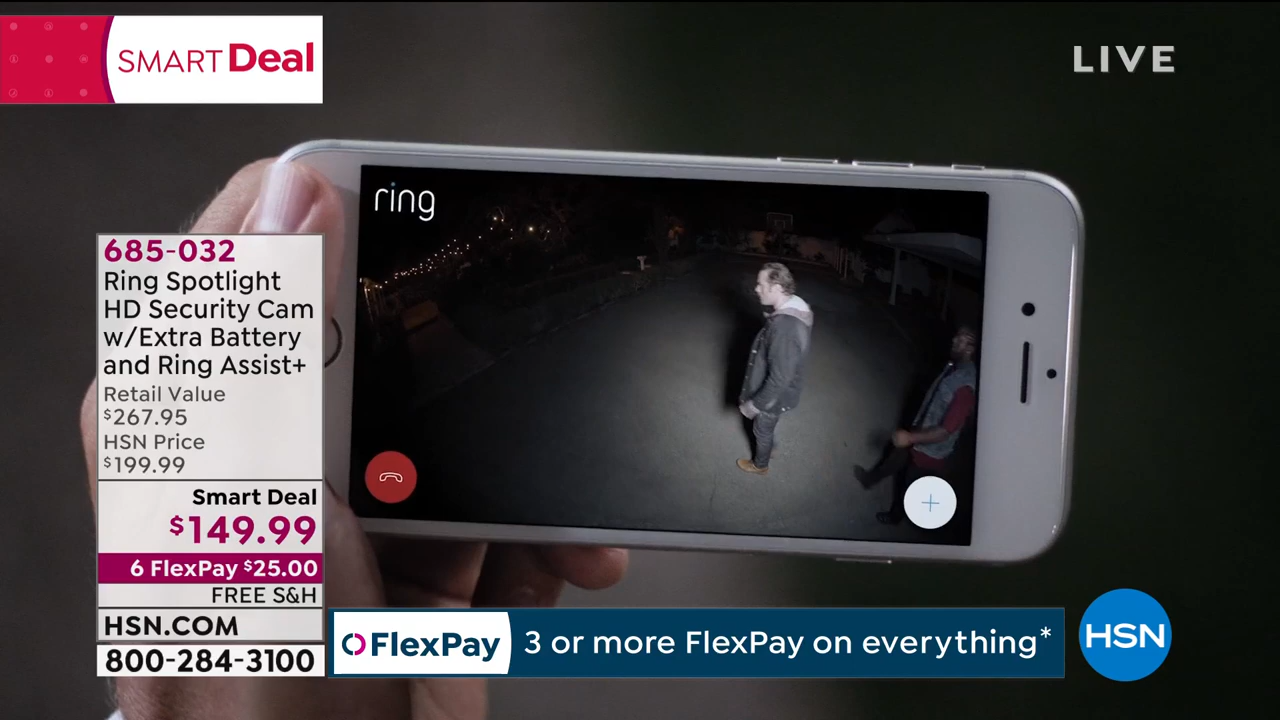 SMART Deal
LIVE
ring
685-032
Ring Spotlight
HD Security Cam
w/Extra Battery
and Ring Assist+
Retail Value
$267.95
HSN Price
$199.99
Smart Deal
$149.99
6 FlexPay $25.00
FREE S&H
HSN.COM
800-284-3100
FlexPay
3 or more FlexPay on everything*
HSN